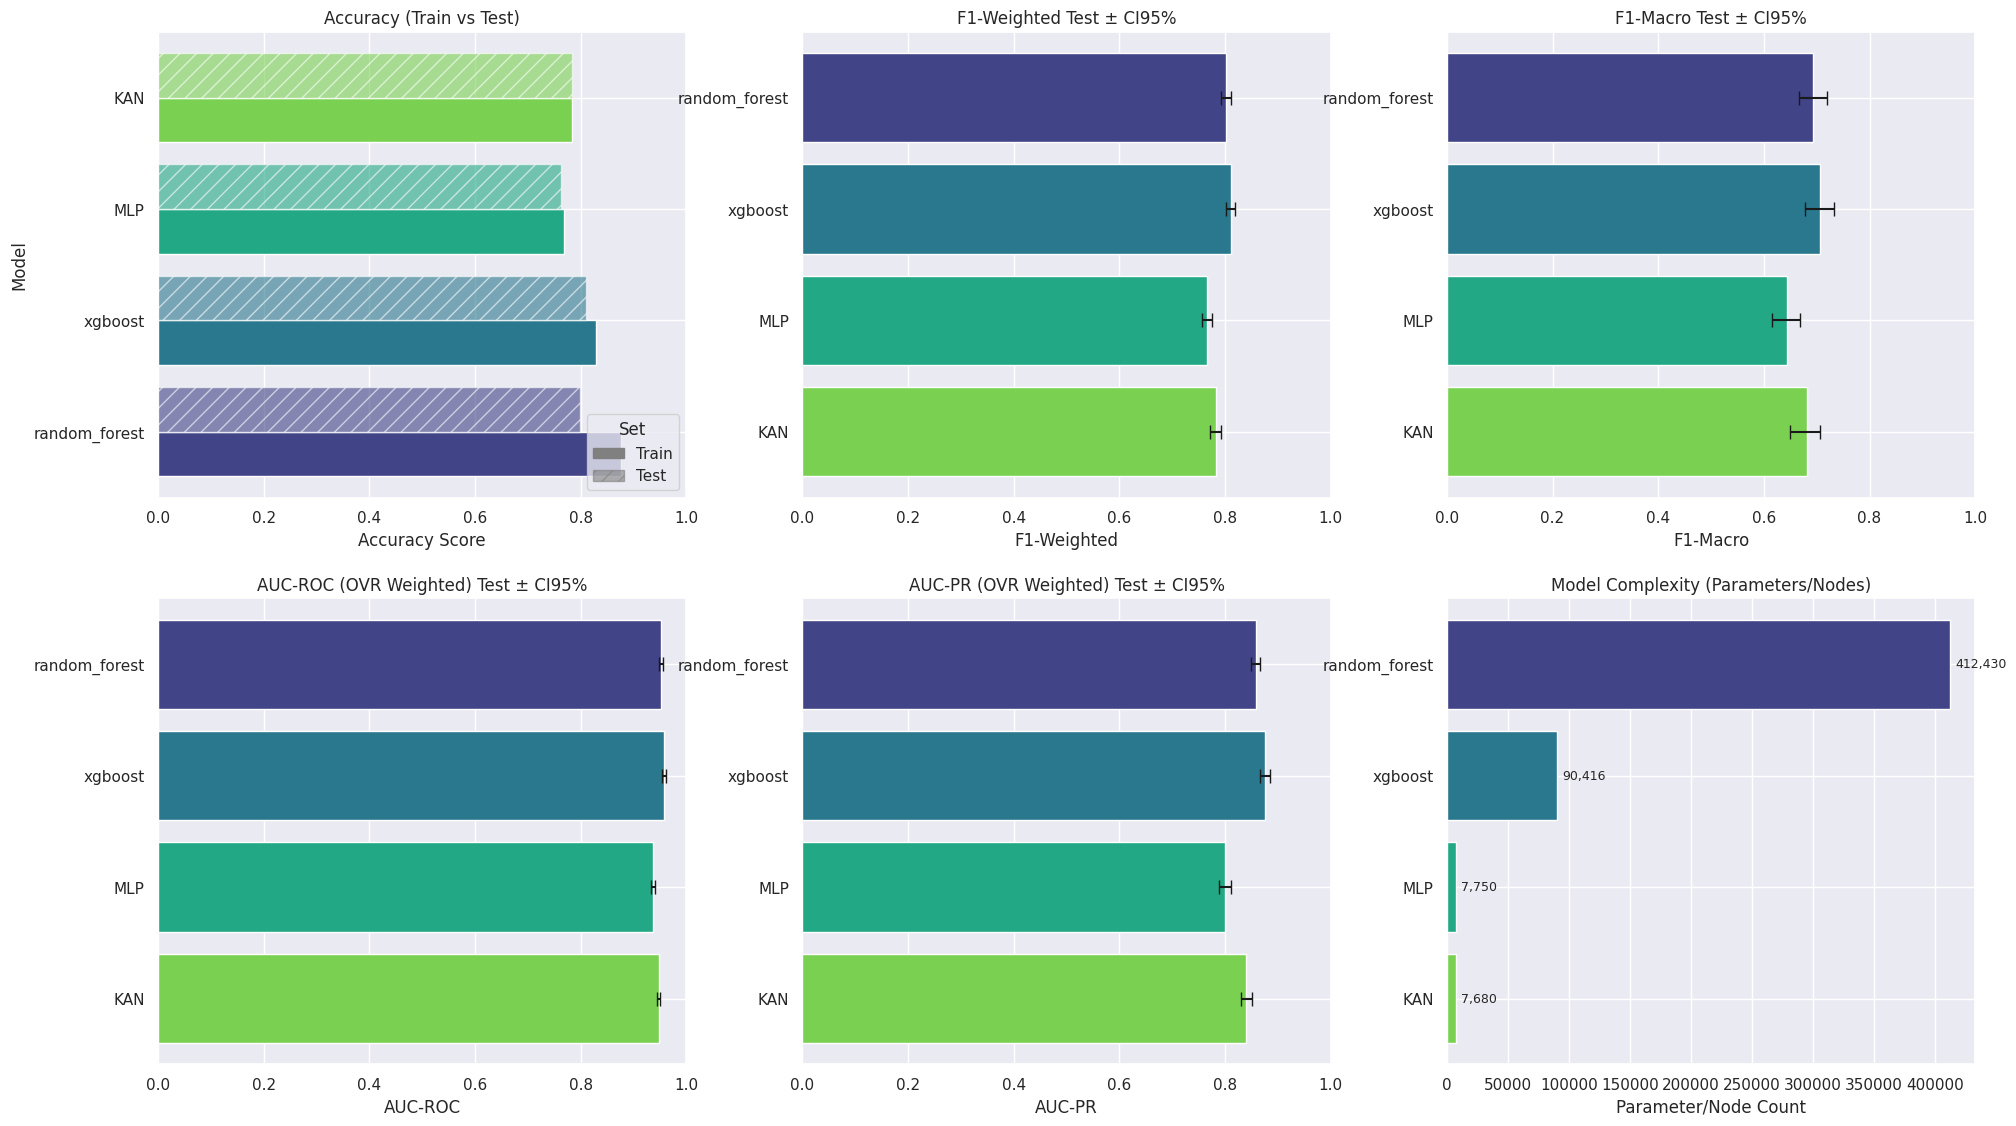 Accuracy (Train vs Test)
Model
KAN
MLP
xgboost
random_forest
Set
Train
Test
0.0 0.2 0.4 0.6 0.8 1.0
Accuracy Score
F1-Weighted Test ± CI95%
random_forest
xgboost
MLP
KAN
0.0 0.2 0.4 0.6 0.8 1.0
F1-Weighted
F1-Macro Test ± CI95%
random_forest
xgboost
MLP
KAN
0.0 0.2 0.4 0.6 0.8 1.0
F1-Macro
AUC-ROC (OVR Weighted) Test ± CI95%
random_forest
xgboost
MLP
KAN
0.0 0.2 0.4 0.6 0.8 1.0
AUC-ROC
AUC-PR (OVR Weighted) Test ± CI95%
random_forest
xgboost
MLP
KAN
0.0 0.2 0.4 0.6 0.8 1.0
AUC-PR
Model Complexity (Parameters/Nodes)
random_forest 412,430
xgboost 90,416
MLP 7,750
KAN 7,680
0 50000 100000 150000 200000 250000 300000 350000 400000
Parameter/Node Count